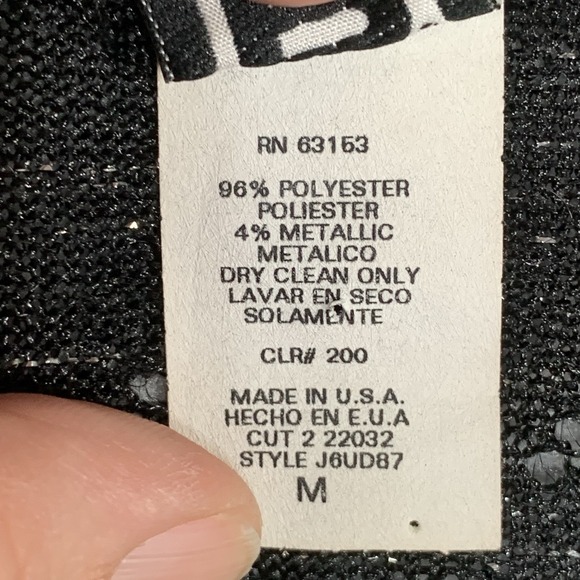 RN 63153
96% POLYESTER
POLIESTER
4% METALLIC
METALICO
DRY CLEAN ONLY
LAVAR EN SECO
SOLAMENTE
CLR# 200
MADE IN U.S.A.
HECHO EN E.U.A
CUT 2 22032
STYLE J6UD87
M